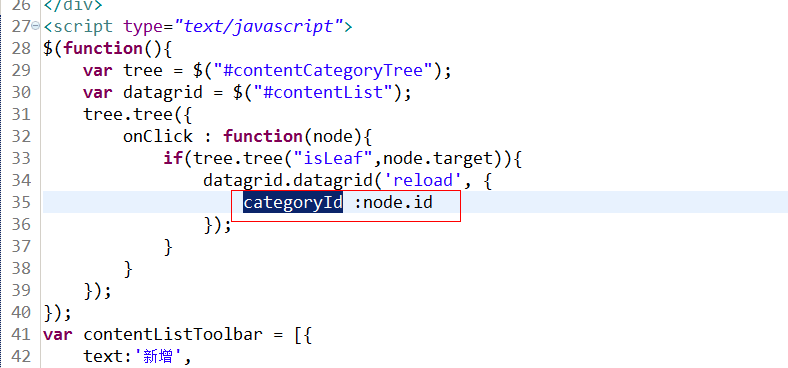 26 </div>
27 <script type="text/javascript">
28 $(function(){
29     var tree = $("#contentCategoryTree");
30     var datagrid = $("#contentList");
31     tree.tree({
32         onClick : function(node){
33             if(tree.tree("isLeaf",node.target)){
34                 datagrid.datagrid('reload', {
35                     categoryId :node.id
36                 });
37             }
38         }
39     });
40 });
41 var contentListToolbar = [{
42     text:'新增',